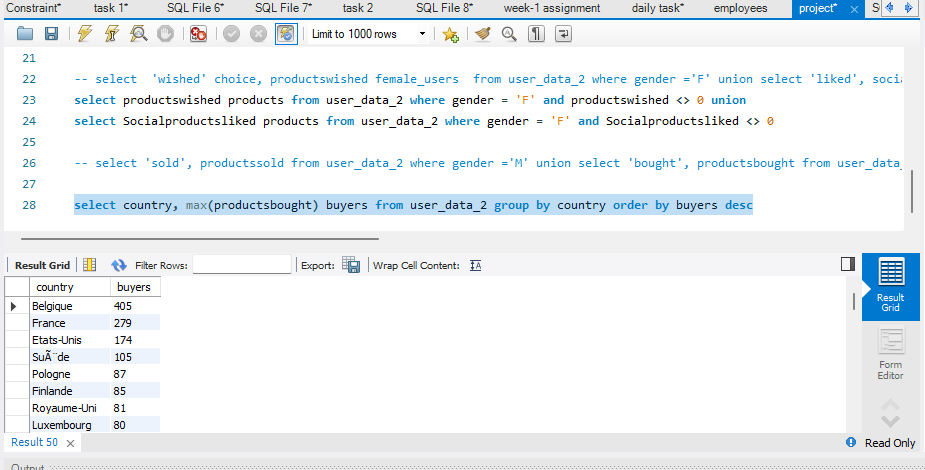 Constraint* task 1* SQL File 6* SQL File 7* task 2 SQL File 8* week-1 assignment daily task* employees project* S
Limit to 1000 rows
21
22 -- select 'wished' choice, productswished female_users from user_data_2 where gender ='F' union select 'liked', soci
23 select productswished products from user_data_2 where gender = 'F' and productswished <> 0 union
24 select Socialproductsliked products from user_data_2 where gender = 'F' and Socialproductsliked <> 0
25
26 -- select 'sold', productssold from user_data_2 where gender ='M' union select 'bought', productsbought from user_data_
27
28 select country, max(productsbought) buyers from user_data_2 group by country order by buyers desc
Result Grid Filter Rows: Export: Wrap Cell Content: IA
country buyers
Belgique 405
France 279
Etats-Unis 174
SuÃ¨de 105
Pologne 87
Finlande 85
Royaume-Uni 81
Luxembourg 80
Result
Grid
Form
Editor
Result 50 Read Only
Output